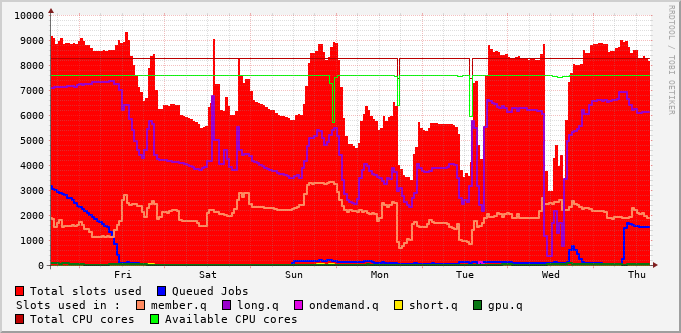 10000
9000
8000
7000
6000
5000
4000
3000
2000
1000
0
Fri Sat Sun Mon Tue Wed Thu
Total slots used Queued Jobs
Slots used in : member.q long.q ondemand.q short.q gpu.q
Total CPU cores Available CPU cores
RRDTOOL / TOBI OETIKER